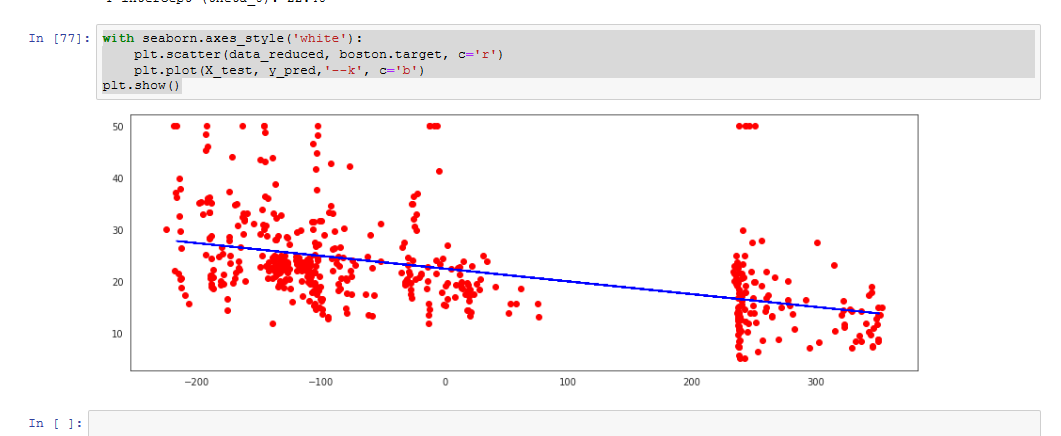 In [77]: with seaborn.axes_style('white'):
plt.scatter(data_reduced, boston.target, c='r')
plt.plot(X_test, y_pred,'--k', c='b')
plt.show()
50
40
30
20
10
−200 −100 0 100 200 300
In [ ]: